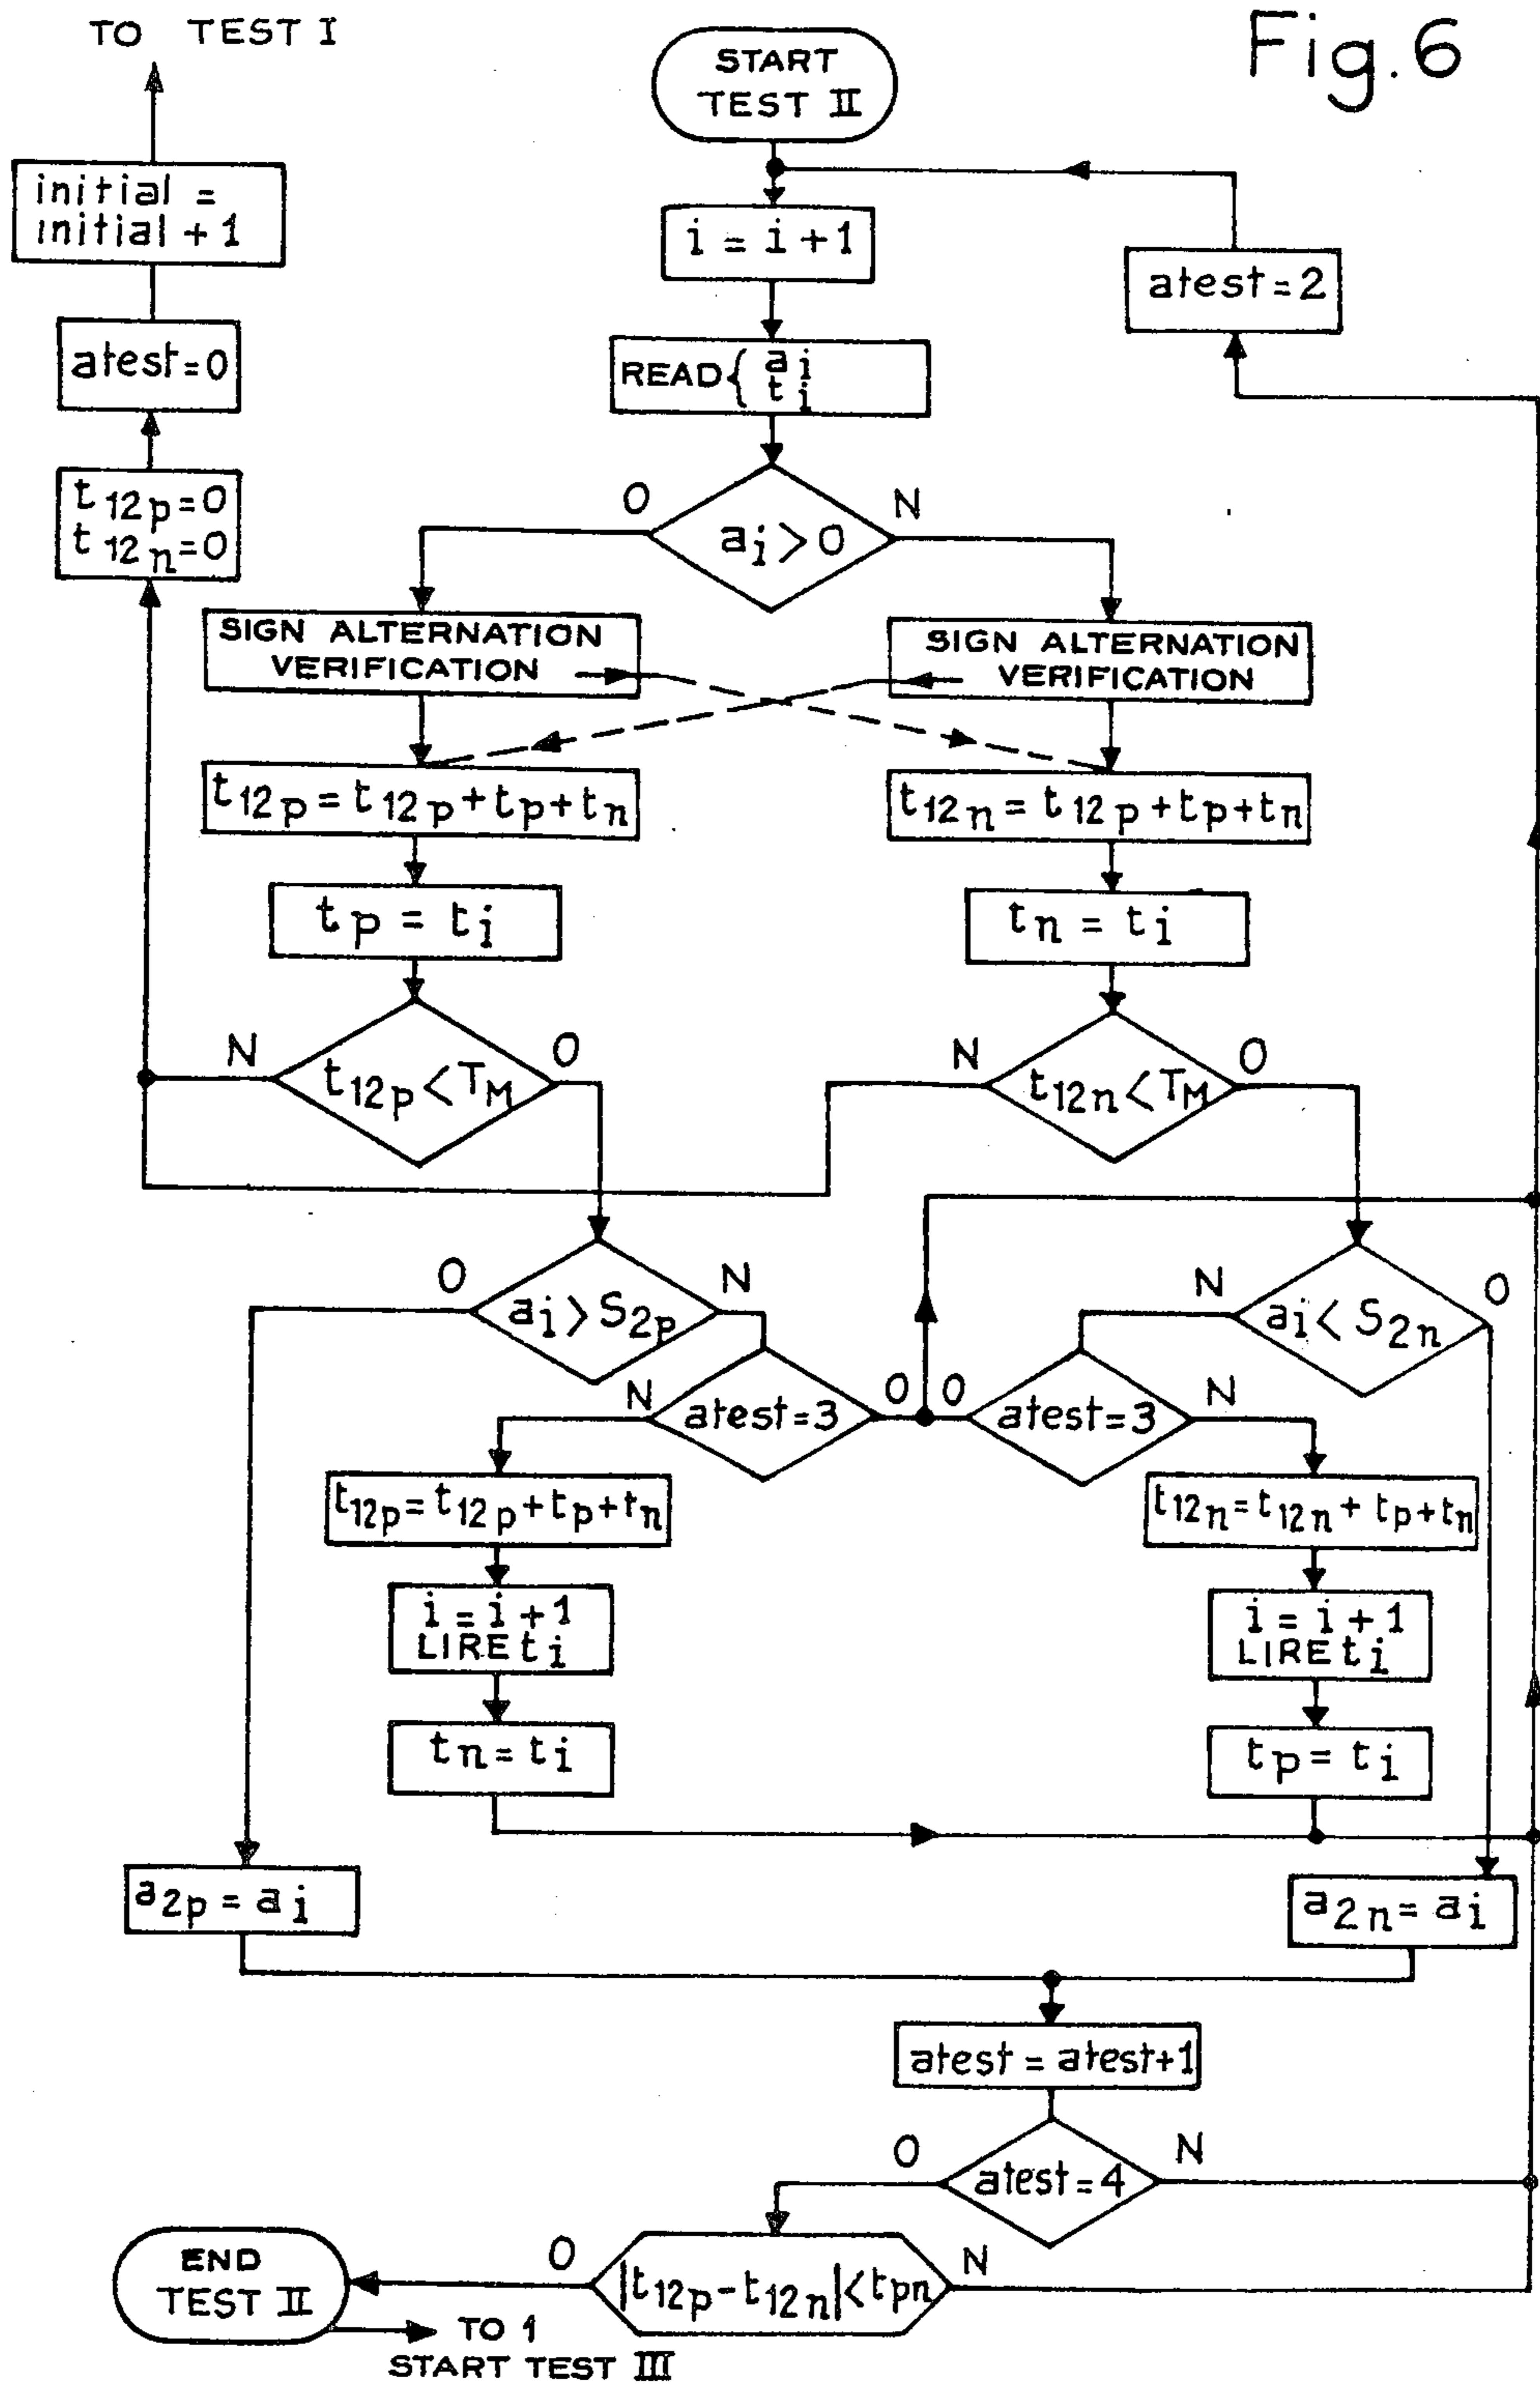 TO TEST I
Fig.6
START
TEST II
initial =
initial + 1
i = i + 1
atest = 2
atest = 0
READ { ai
ti
t12p = 0
t12n = 0
O
N
ai > 0
SIGN ALTERNATION
VERIFICATION
SIGN ALTERNATION
VERIFICATION
t12p = t12p + tp + tn
t12n = t12p + tp + tn
tp = ti
tn = ti
N
O
t12p < TM
N
O
t12n < TM
O
N
ai > S2p
N
O
ai < S2n
N
O
atest = 3
O
N
atest = 3
t12p = t12p + tp + tn
t12n = t12n + tp + tn
i = i + 1
LIRE ti
i = i + 1
LIRE ti
tn = ti
tp = ti
a2p = ai
a2n = ai
atest = atest+1
O
N
atest = 4
END
TEST II
O
N
|t12p - t12n| < tpn
TO 1
START TEST III